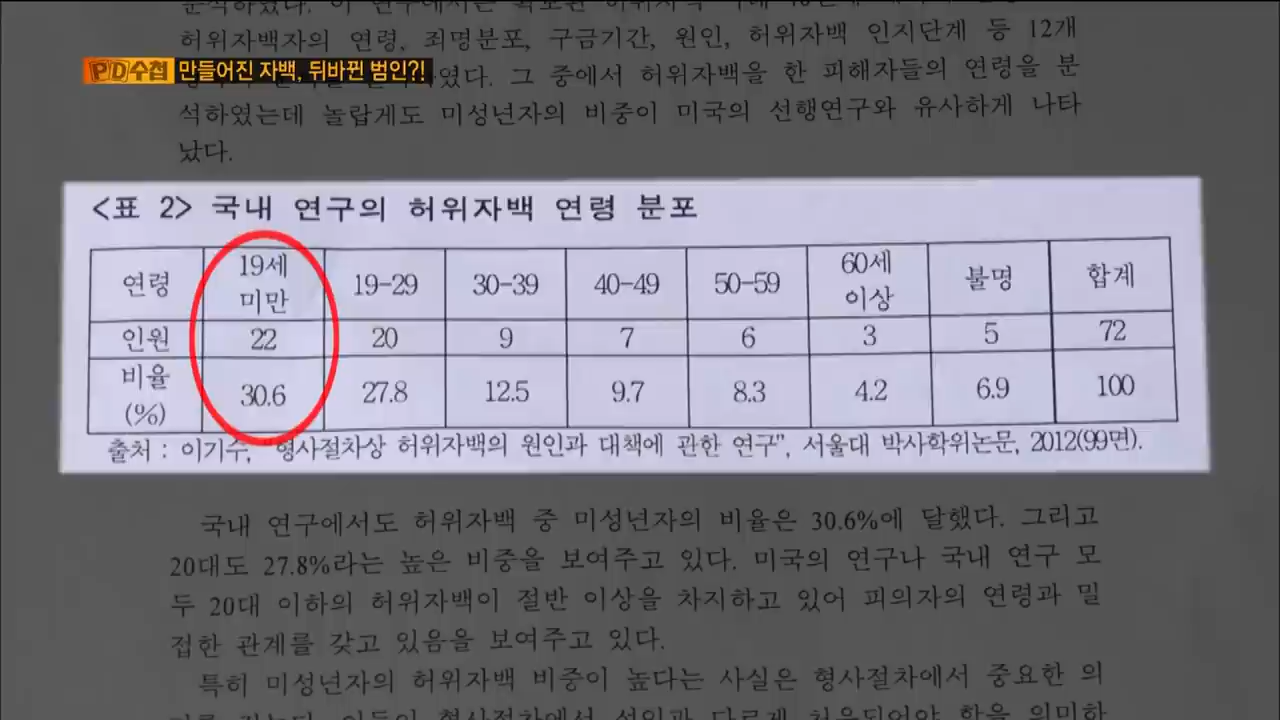 허위자백자의 연령, 죄명분포, 구금기간, 원인, 허위자백 인지단계 등 12개
PD수첩 만들어진 자백, 뒤바뀐 범인?!
였다. 그 중에서 허위자백을 한 피해자들의 연령을 분
석하였는데 놀랍게도 미성년자의 비중이 미국의 선행연구와 유사하게 나타
났다.
<표 2> 국내 연구의 허위자백 연령 분포
연령 19세 미만 19-29 30-39 40-49 50-59 60세 이상 불명 합계
인원 22 20 9 7 6 3 5 72
비율 (%) 30.6 27.8 12.5 9.7 8.3 4.2 6.9 100
출처 : 이기수, "형사절차상 허위자백의 원인과 대책에 관한 연구", 서울대 박사학위논문, 2012(99면).
국내 연구에서도 허위자백 중 미성년자의 비율은 30.6%에 달했다. 그리고
20대도 27.8%라는 높은 비중을 보여주고 있다. 미국의 연구나 국내 연구 모
두 20대 이하의 허위자백이 절반 이상을 차지하고 있어 피의자의 연령과 밀
접한 관계를 갖고 있음을 보여주고 있다.
특히 미성년자의 허위자백 비중이 높다는 사실은 형사절차에서 중요한 의